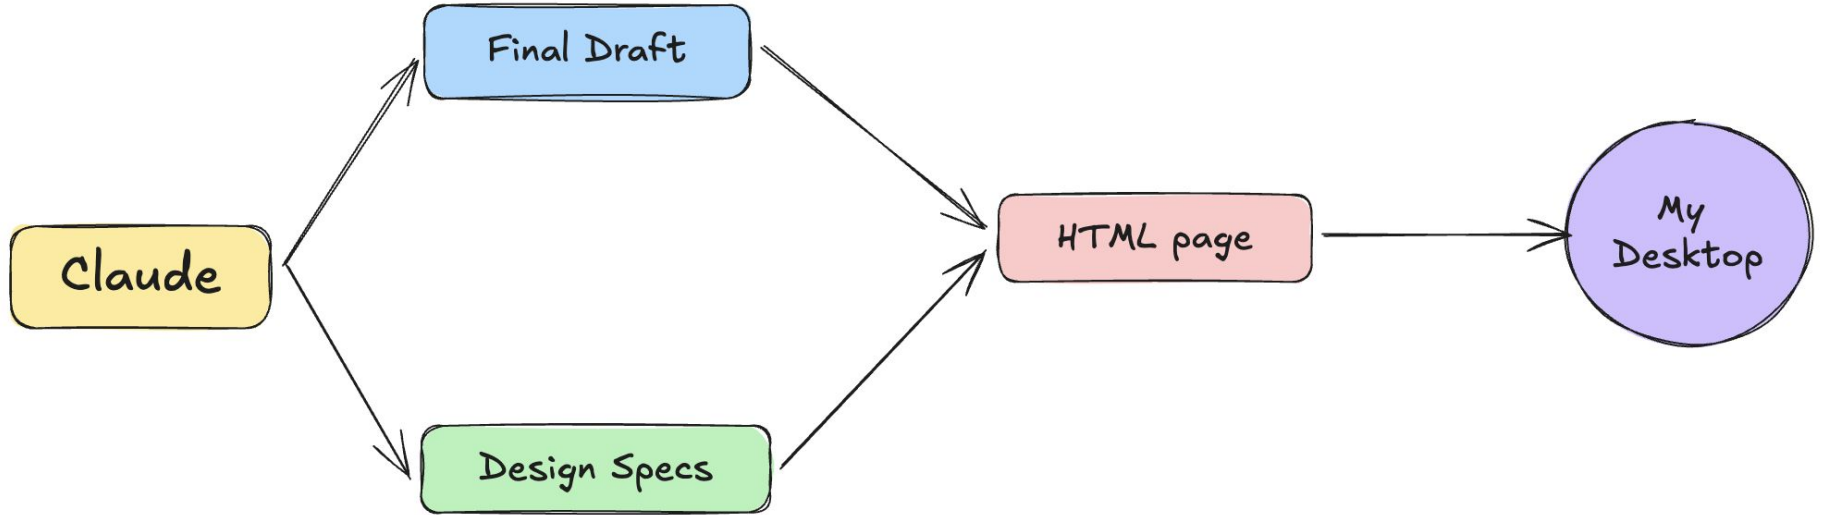 Final Draft
Claude
HTML page
My
Desktop
Design Specs